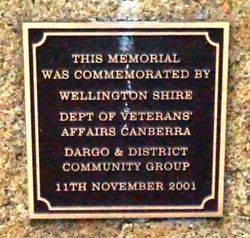 THIS MEMORIAL
WAS COMMEMORATED BY
WELLINGTON SHIRE
DEPT OF VETERANS'
AFFAIRS CANBERRA
DARGO & DISTRICT
COMMUNITY GROUP
11TH NOVEMBER 2001